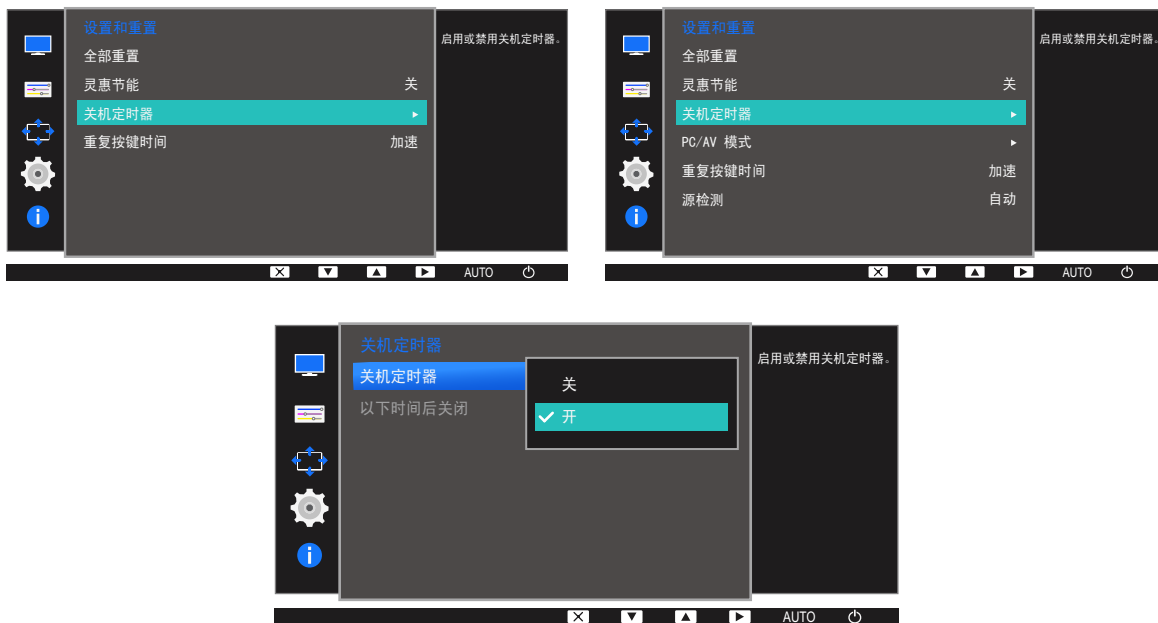 设置和重置
全部重置
灵惠节能 关
关机定时器
重复按键时间 加速
启用或禁用关机定时器。
AUTO
设置和重置
全部重置
灵惠节能 关
关机定时器
PC/AV 模式
重复按键时间 加速
源检测 自动
启用或禁用关机定时器。
AUTO
关机定时器
关机定时器
以下时间后关闭
关
开
启用或禁用关机定时器。
AUTO